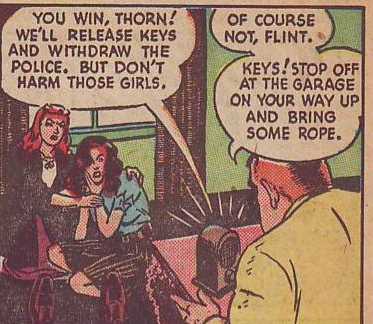 YOU WIN, THORN!
WE'LL RELEASE KEYS
AND WITHDRAW THE
POLICE. BUT DON'T
HARM THOSE GIRLS.
OF COURSE
NOT, FLINT.
KEYS! STOP OFF
AT THE GARAGE
ON YOUR WAY UP
AND BRING
SOME ROPE.